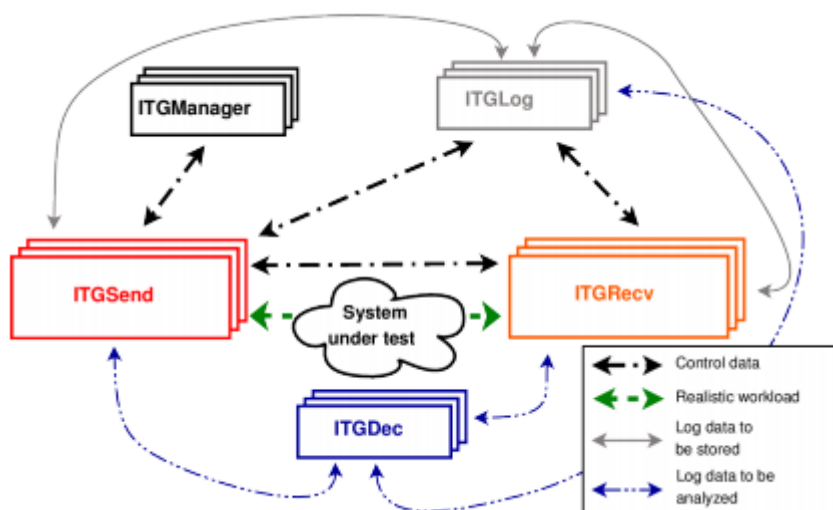 ITGManager
ITGLog
ITGSend
ITGRecv
System
under test
ITGDec
Control data
Realistic workload
Log data to
be stored
Log data to be
analyzed